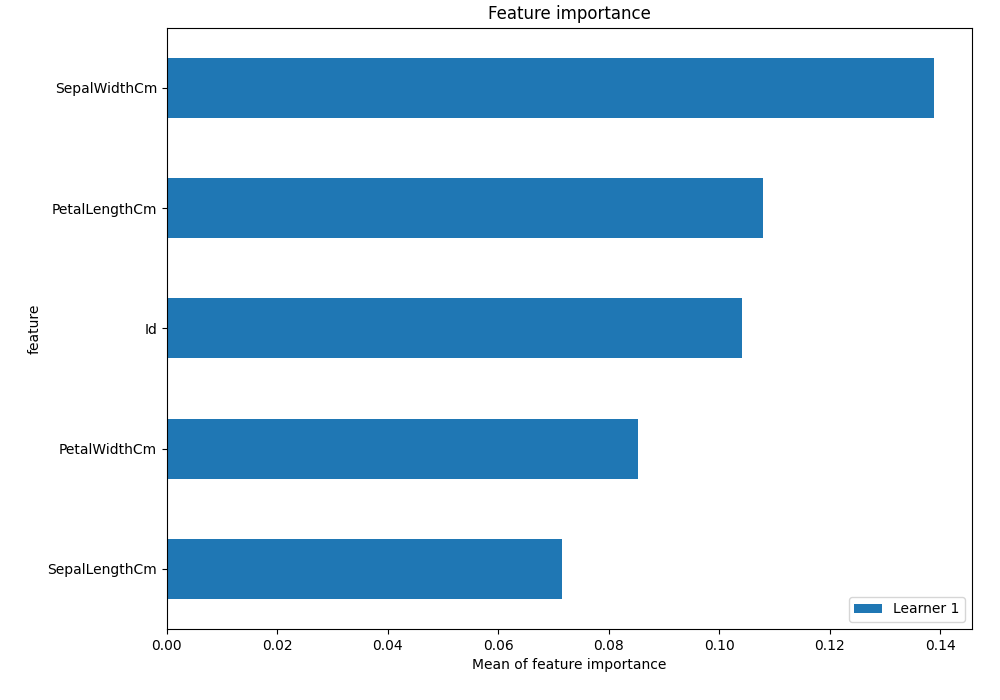 Feature importance
SepalWidthCm
PetalLengthCm
Id
PetalWidthCm
SepalLengthCm
feature
Learner 1
0.00 0.02 0.04 0.06 0.08 0.10 0.12 0.14
Mean of feature importance